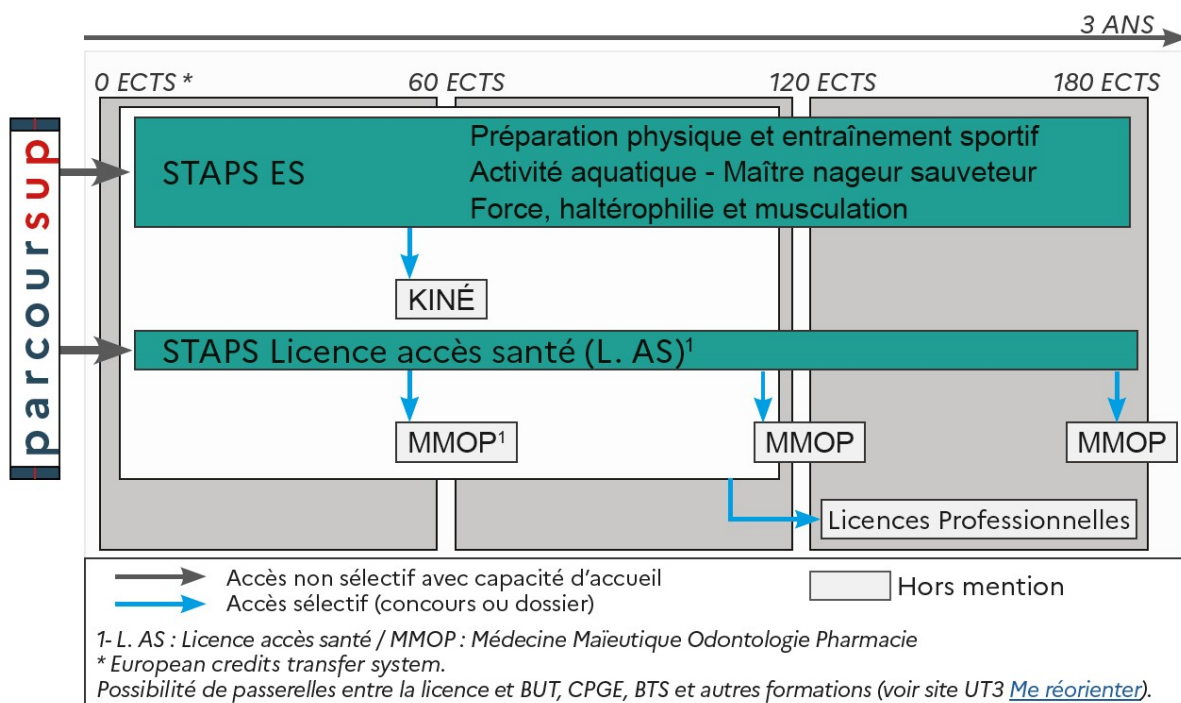 3 ANS
0 ECTS *
60 ECTS
120 ECTS
180 ECTS
parcoursup
STAPS ES
Préparation physique et entraînement sportif
Activité aquatique - Maître nageur sauveteur
Force, haltérophilie et musculation
KINÉ
STAPS Licence accès santé (L. AS)¹
MMOP¹
MMOP
MMOP
Licences Professionnelles
Accès non sélectif avec capacité d'accueil
Accès sélectif (concours ou dossier)
Hors mention
1- L. AS : Licence accès santé / MMOP : Médecine Maïeutique Odontologie Pharmacie
* European credits transfer system.
Possibilité de passerelles entre la licence et BUT, CPGE, BTS et autres formations (voir site UT3 Me réorienter).